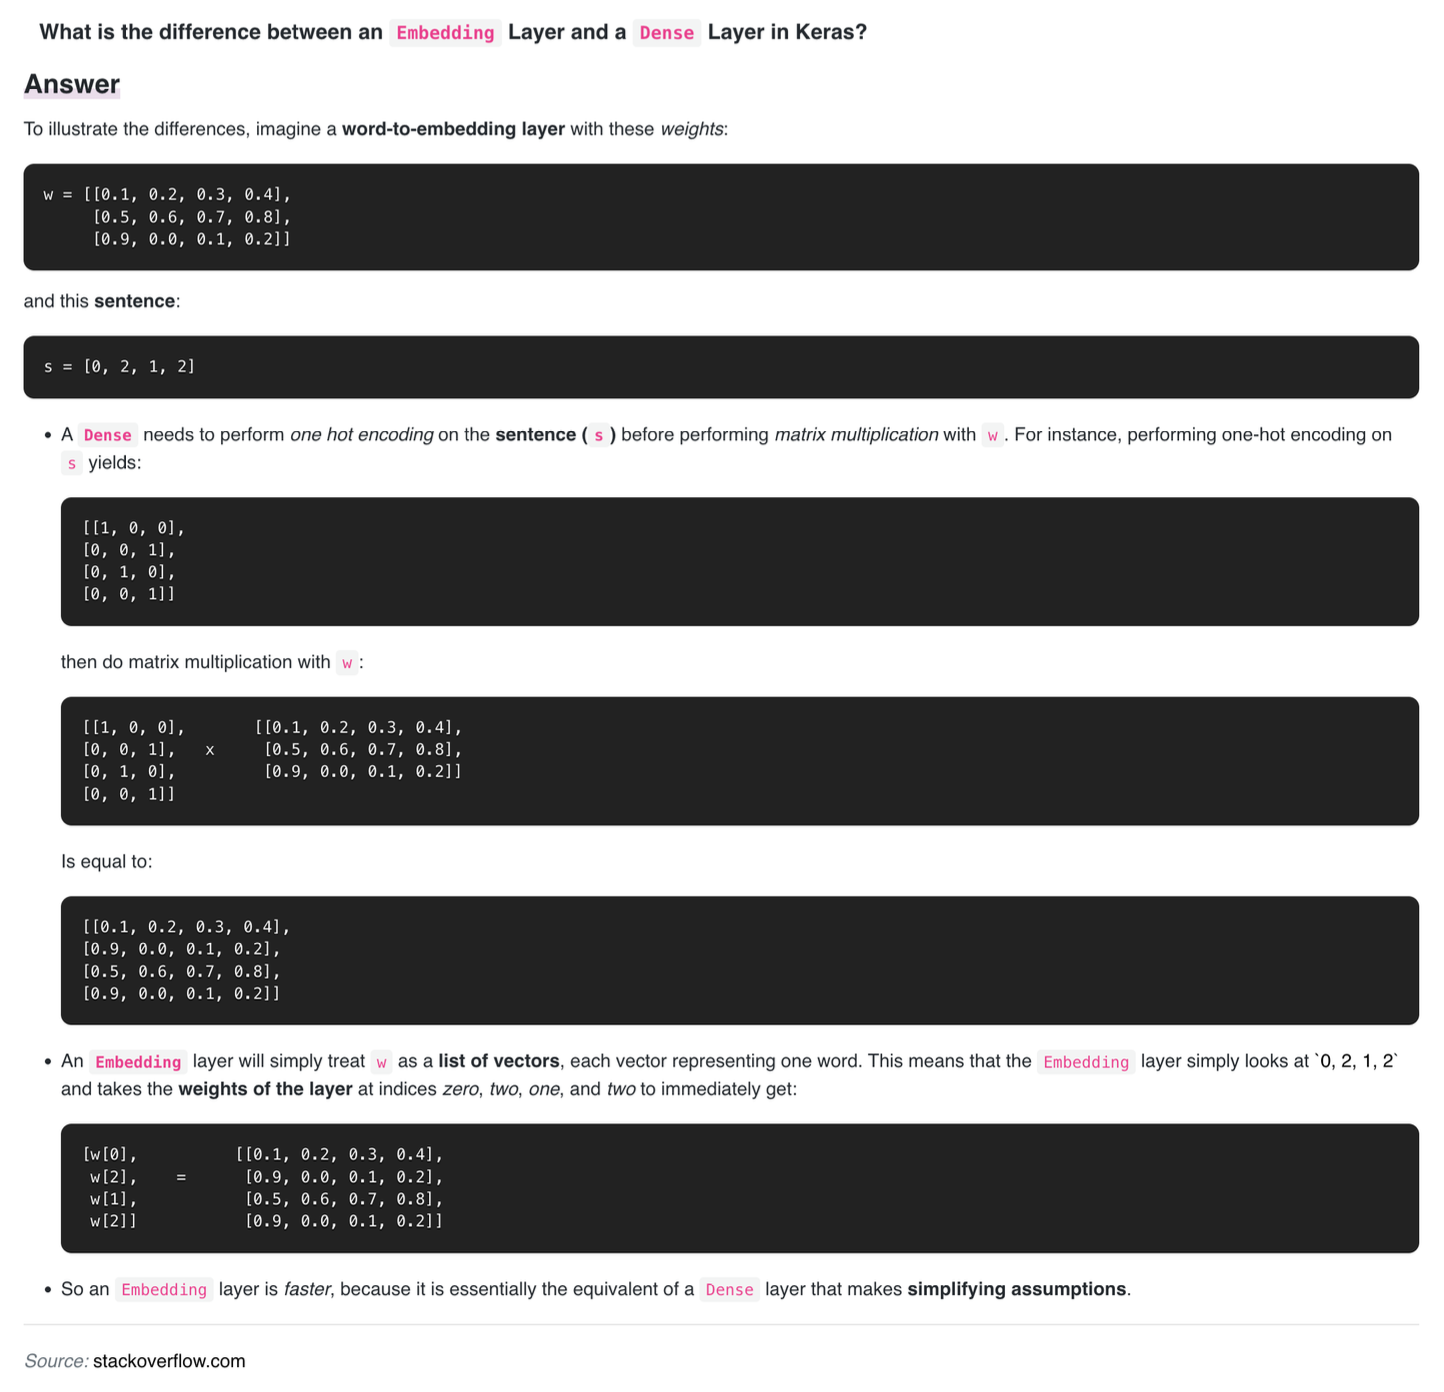 What is the difference between an Embedding Layer and a Dense Layer in Keras?
Answer
To illustrate the differences, imagine a word-to-embedding layer with these weights:
w = [[0.1, 0.2, 0.3, 0.4],
[0.5, 0.6, 0.7, 0.8],
[0.9, 0.0, 0.1, 0.2]]
and this sentence:
s = [0, 2, 1, 2]
• A Dense needs to perform one hot encoding on the sentence ( s ) before performing matrix multiplication with w . For instance, performing one-hot encoding on
s yields:
[[1, 0, 0],
[0, 0, 1],
[0, 1, 0],
[0, 0, 1]]
then do matrix multiplication with w :
[[1, 0, 0],       [[0.1, 0.2, 0.3, 0.4],
[0, 0, 1],   x     [0.5, 0.6, 0.7, 0.8],
[0, 1, 0],         [0.9, 0.0, 0.1, 0.2]]
[0, 0, 1]]
Is equal to:
[[0.1, 0.2, 0.3, 0.4],
[0.9, 0.0, 0.1, 0.2],
[0.5, 0.6, 0.7, 0.8],
[0.9, 0.0, 0.1, 0.2]]
• An Embedding layer will simply treat w as a list of vectors, each vector representing one word. This means that the Embedding layer simply looks at `0, 2, 1, 2`
and takes the weights of the layer at indices zero, two, one, and two to immediately get:
[w[0],          [[0.1, 0.2, 0.3, 0.4],
w[2],    =      [0.9, 0.0, 0.1, 0.2],
w[1],           [0.5, 0.6, 0.7, 0.8],
w[2]]           [0.9, 0.0, 0.1, 0.2]]
• So an Embedding layer is faster, because it is essentially the equivalent of a Dense layer that makes simplifying assumptions.
Source: stackoverflow.com